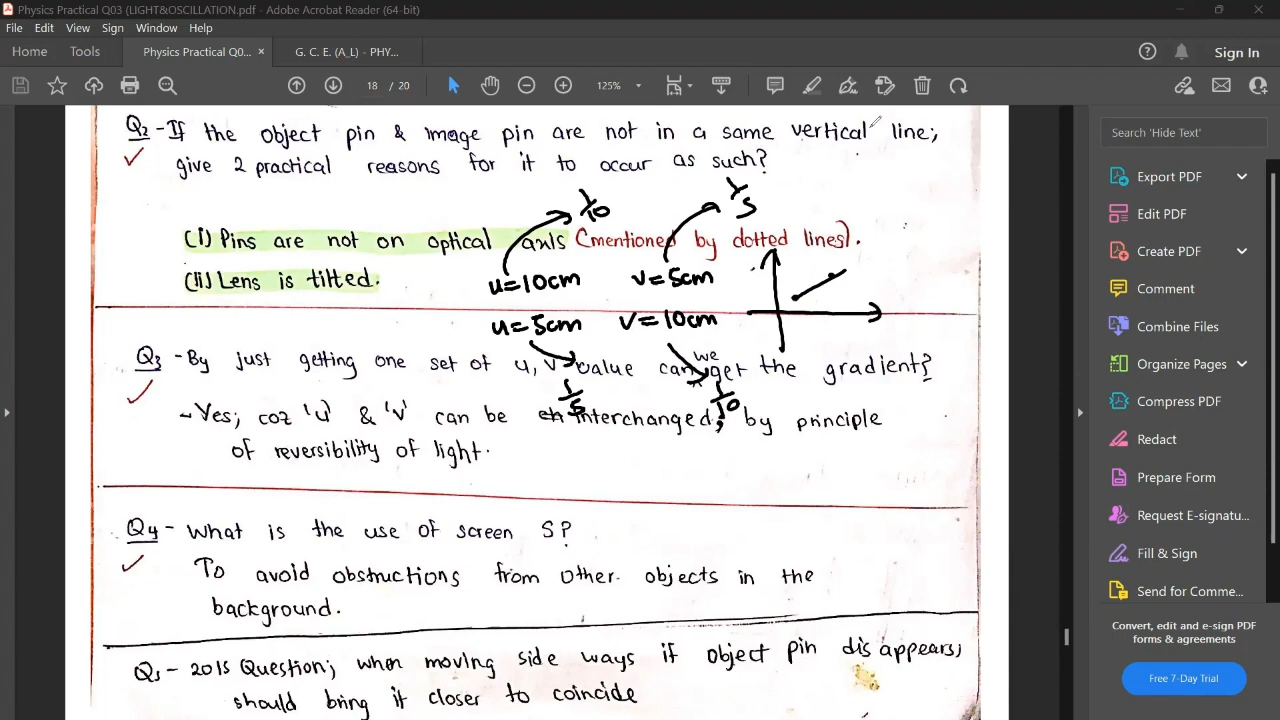 Physics Practical Q03 (LIGHT&OSCILLATION.pdf - Adobe Acrobat Reader (64-bit)
File Edit View Sign Window Help
Home Tools Physics Practical Q0... × G. C. E. (A_L) - PHY... Sign In
18 / 20 125%
Q2 - If the object pin & image pin are not in a same vertical line;
give 2 practical reasons for it to occur as such?
1/10 1/5
(i) Pins are not on optical axis (mentioned by dotted lines).
(ii) Lens is tilted.
u=10cm v=5cm
u=5cm v=10cm
Q3 - By just getting one set of u, v value can we get the gradient?
1/5 1/10
- Yes; coz 'u' & 'v' can be interchanged; by principle
of reversibility of light.
Q4 - What is the use of screen S?
To avoid obstructions from other objects in the
background.
Q5 - 2015 Question; when moving side ways if object pin disappears;
should bring it closer to coincide
Search 'Hide Text'
Export PDF
Edit PDF
Create PDF
Comment
Combine Files
Organize Pages
Compress PDF
Redact
Prepare Form
Request E-signatu...
Fill & Sign
Send for Comme...
Convert, edit and e-sign PDF
forms & agreements
Free 7-Day Trial